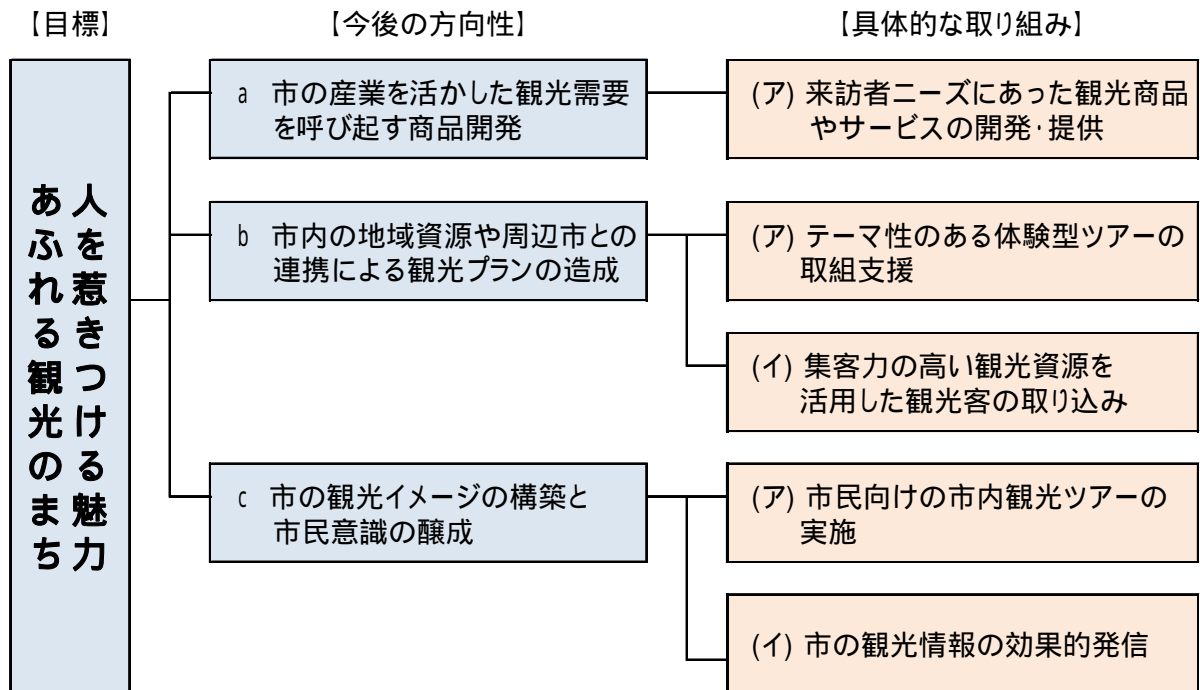 【目標】
【今後の方向性】
【具体的な取り組み】
人を惹きつける魅力
あふれる観光のまち
a 市の産業を活かした観光需要
を呼び起す商品開発
(ア) 来訪者ニーズにあった観光商品
やサービスの開発・提供
b 市内の地域資源や周辺市との
連携による観光プランの造成
(ア) テーマ性のある体験型ツアーの
取組支援
(イ) 集客力の高い観光資源を
活用した観光客の取り込み
c 市の観光イメージの構築と
市民意識の醸成
(ア) 市民向けの市内観光ツアーの
実施
(イ) 市の観光情報の効果的発信